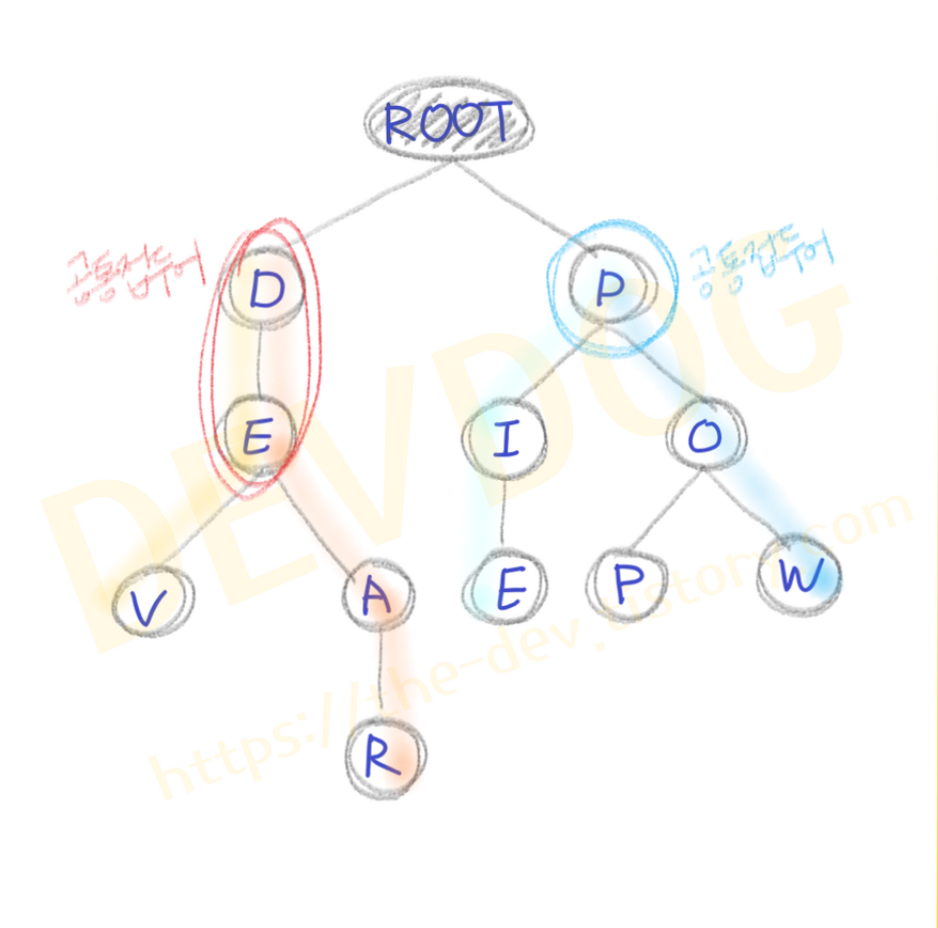 ROOT
공통접두어
D
P
공통접두어
E
I
O
V
A
E
P
W
R
DEVDOG
https://the-dev.tistory.com